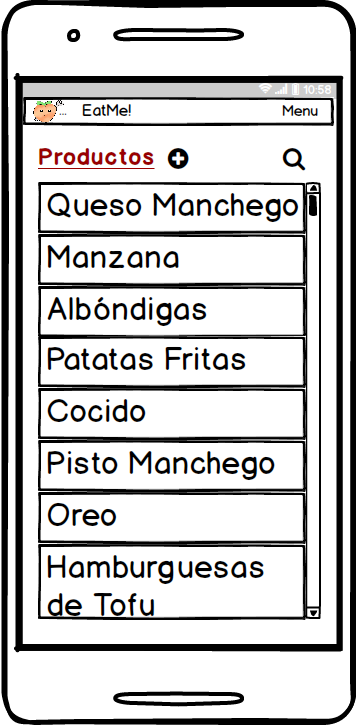 10:58
... EatMe! Menu
Productos
Queso Manchego
Manzana
Albóndigas
Patatas Fritas
Cocido
Pisto Manchego
Oreo
Hamburguesas
de Tofu